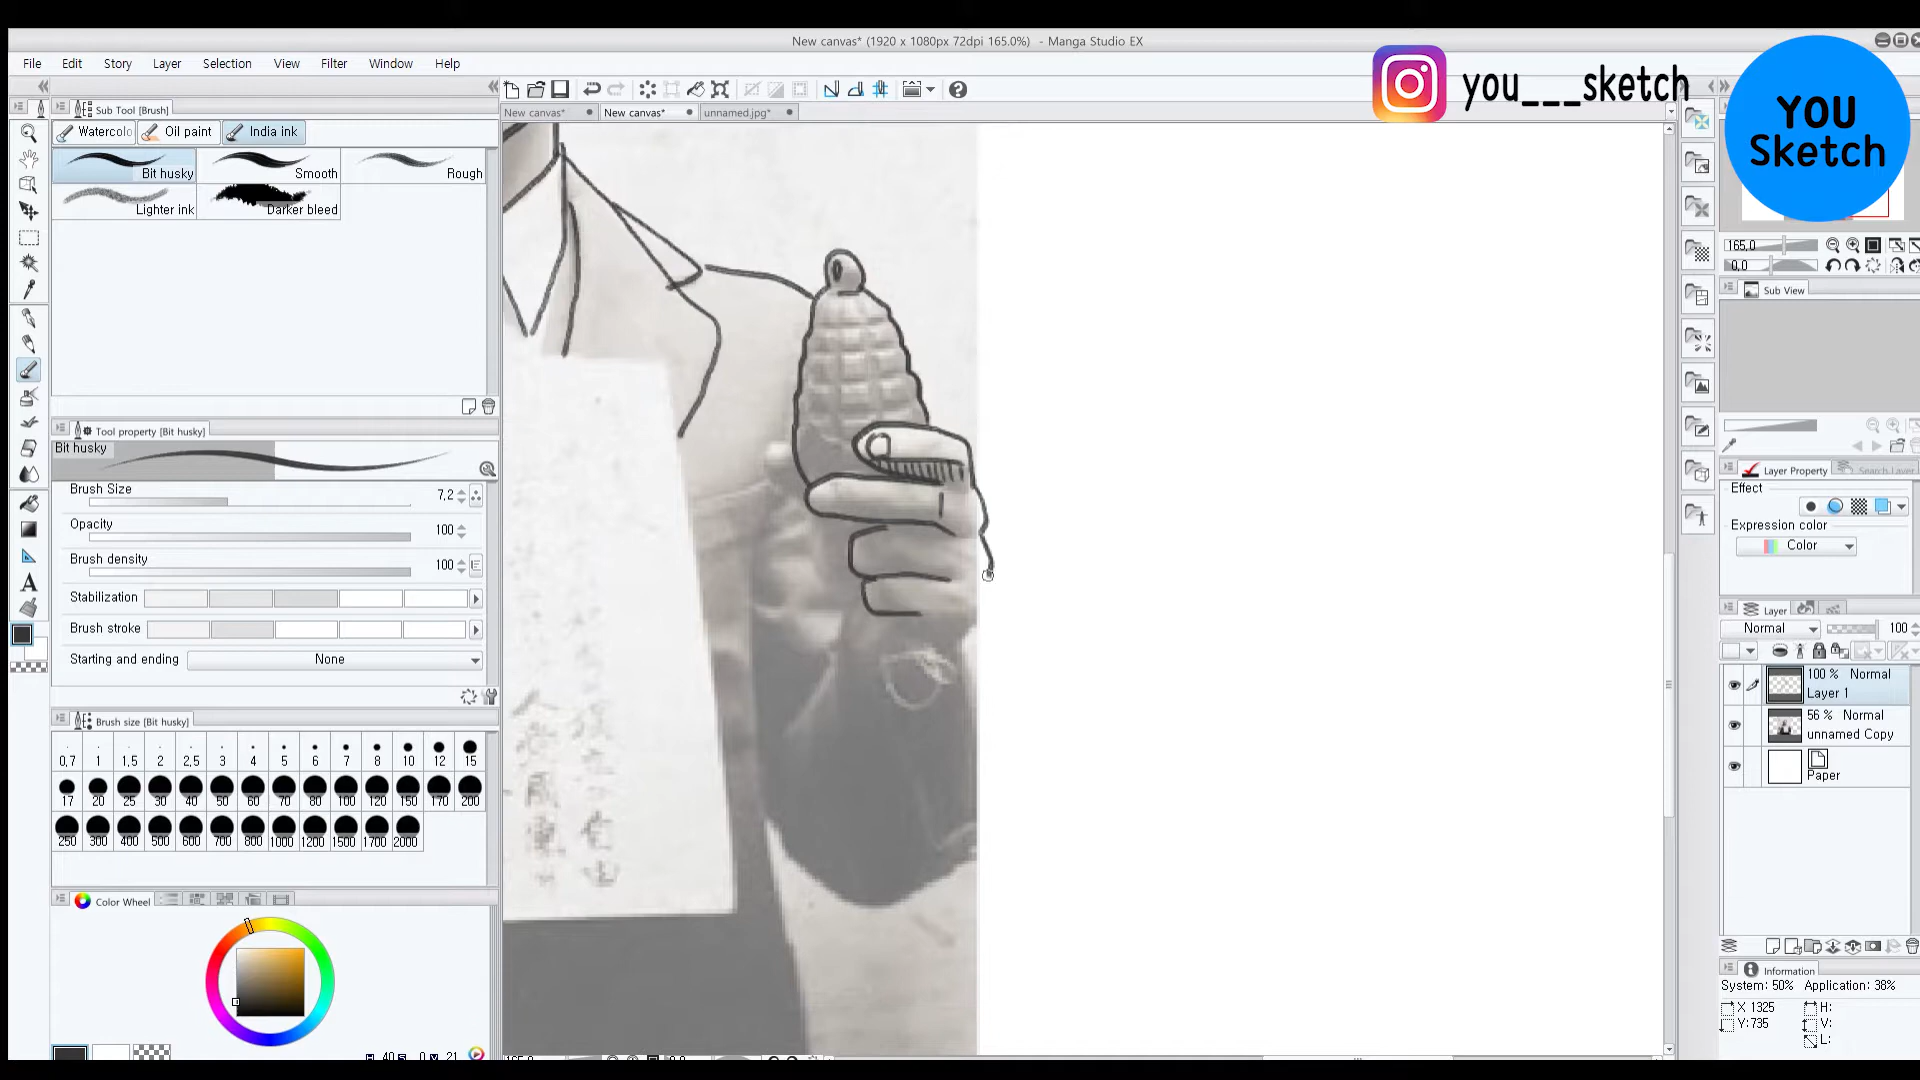 New canvas* (1920 x 1080px 72dpi 165.0%) - Manga Studio EX
File Edit Story Layer Selection View Filter Window Help
you___sketch
YOU
Sketch
Sub Tool [Brush]
New canvas* New canvas* unnamed.jpg*
Watercolo Oil paint India ink
Bit husky Smooth Rough
Lighter ink Darker bleed
165.0
0.0
Sub View
Tool property [Bit husky]
Bit husky
Brush Size 7.2
Opacity 100
Brush density 100
Stabilization
Brush stroke
Starting and ending None
Layer Property Search Layer
Effect
Expression color
Color
Layer
Normal 100
100 % Normal
Layer 1
56 % Normal
unnamed Copy
Paper
Brush size [Bit husky]
0.7 1 1.5 2 2.5 3 4 5 6 7 8 10 12 15
17 20 25 30 40 50 60 70 80 100 120 150 170 200
250 300 400 500 600 700 800 1000 1200 1500 1700 2000
Color Wheel
Information
System: 50% Application: 38%
X 1325 H:
Y:735 V:
L: